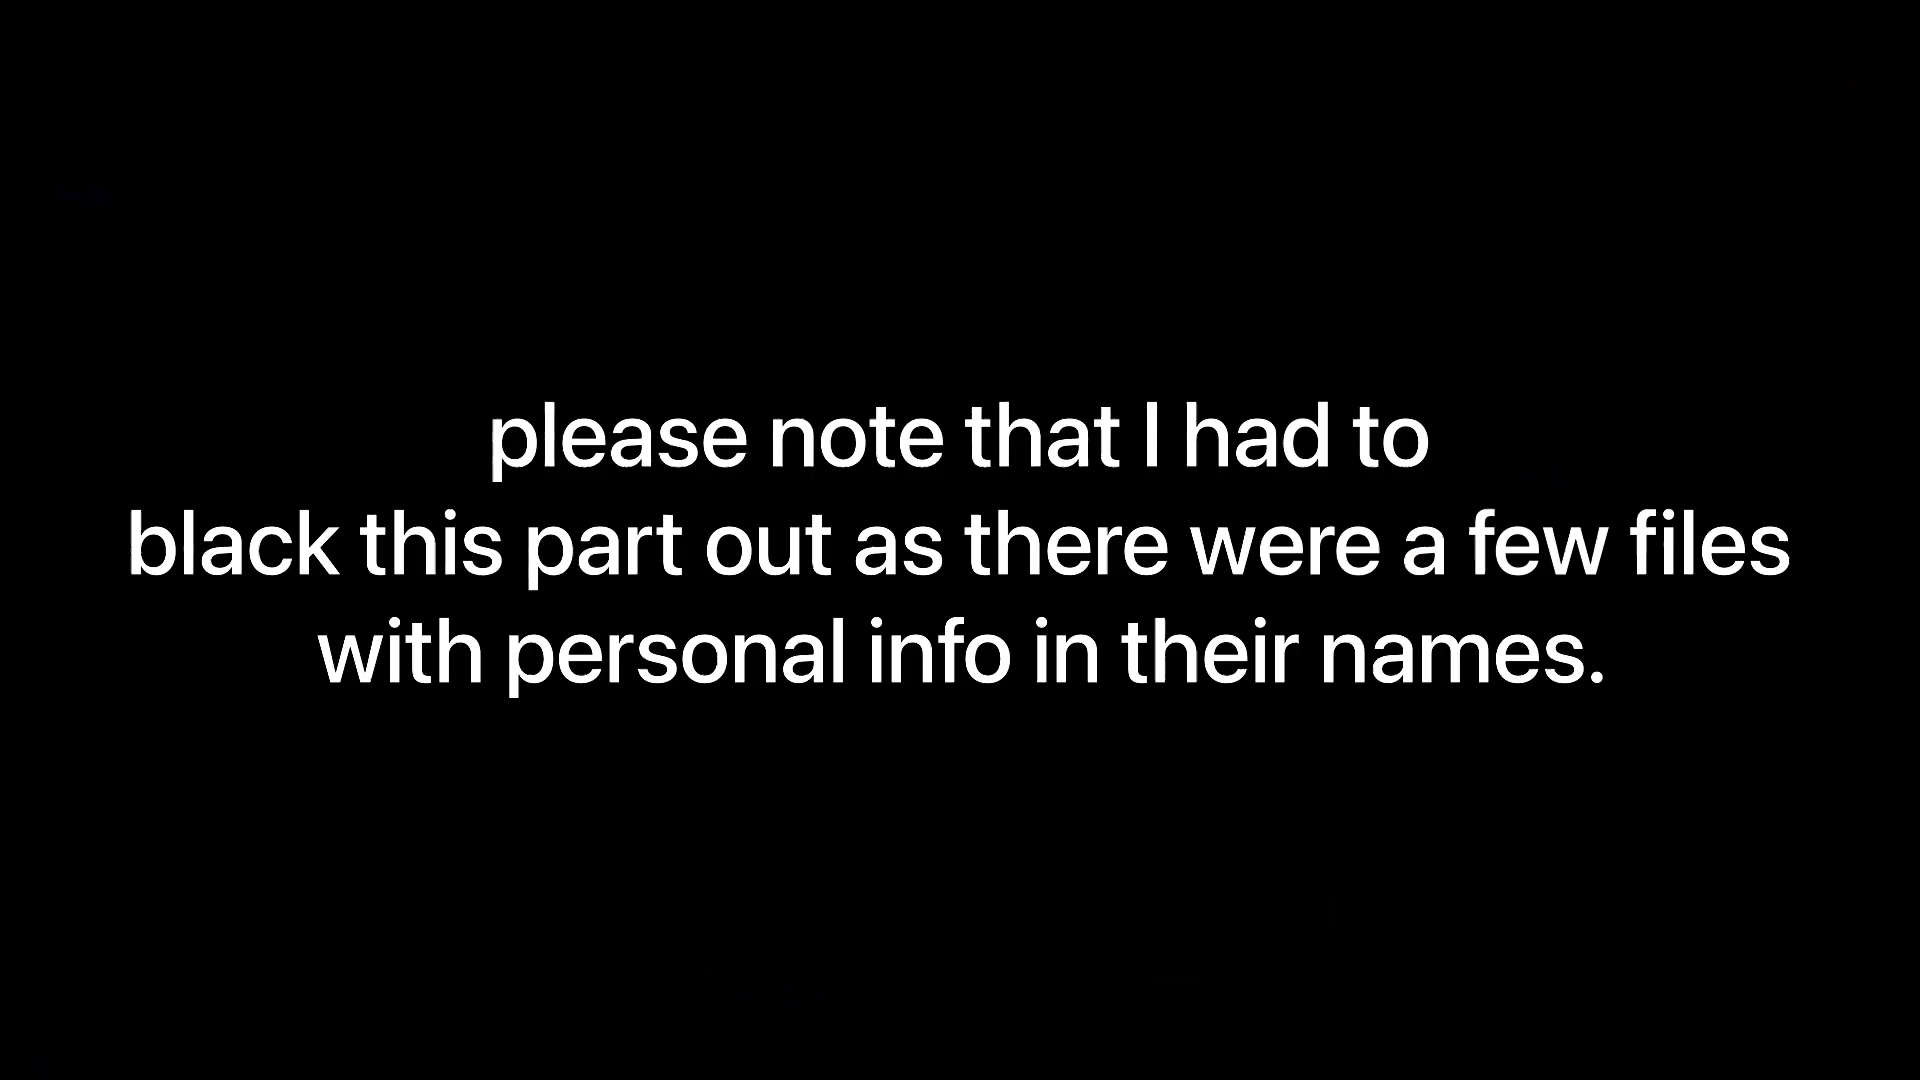 please note that I had to
black this part out as there were a few files
with personal info in their names.